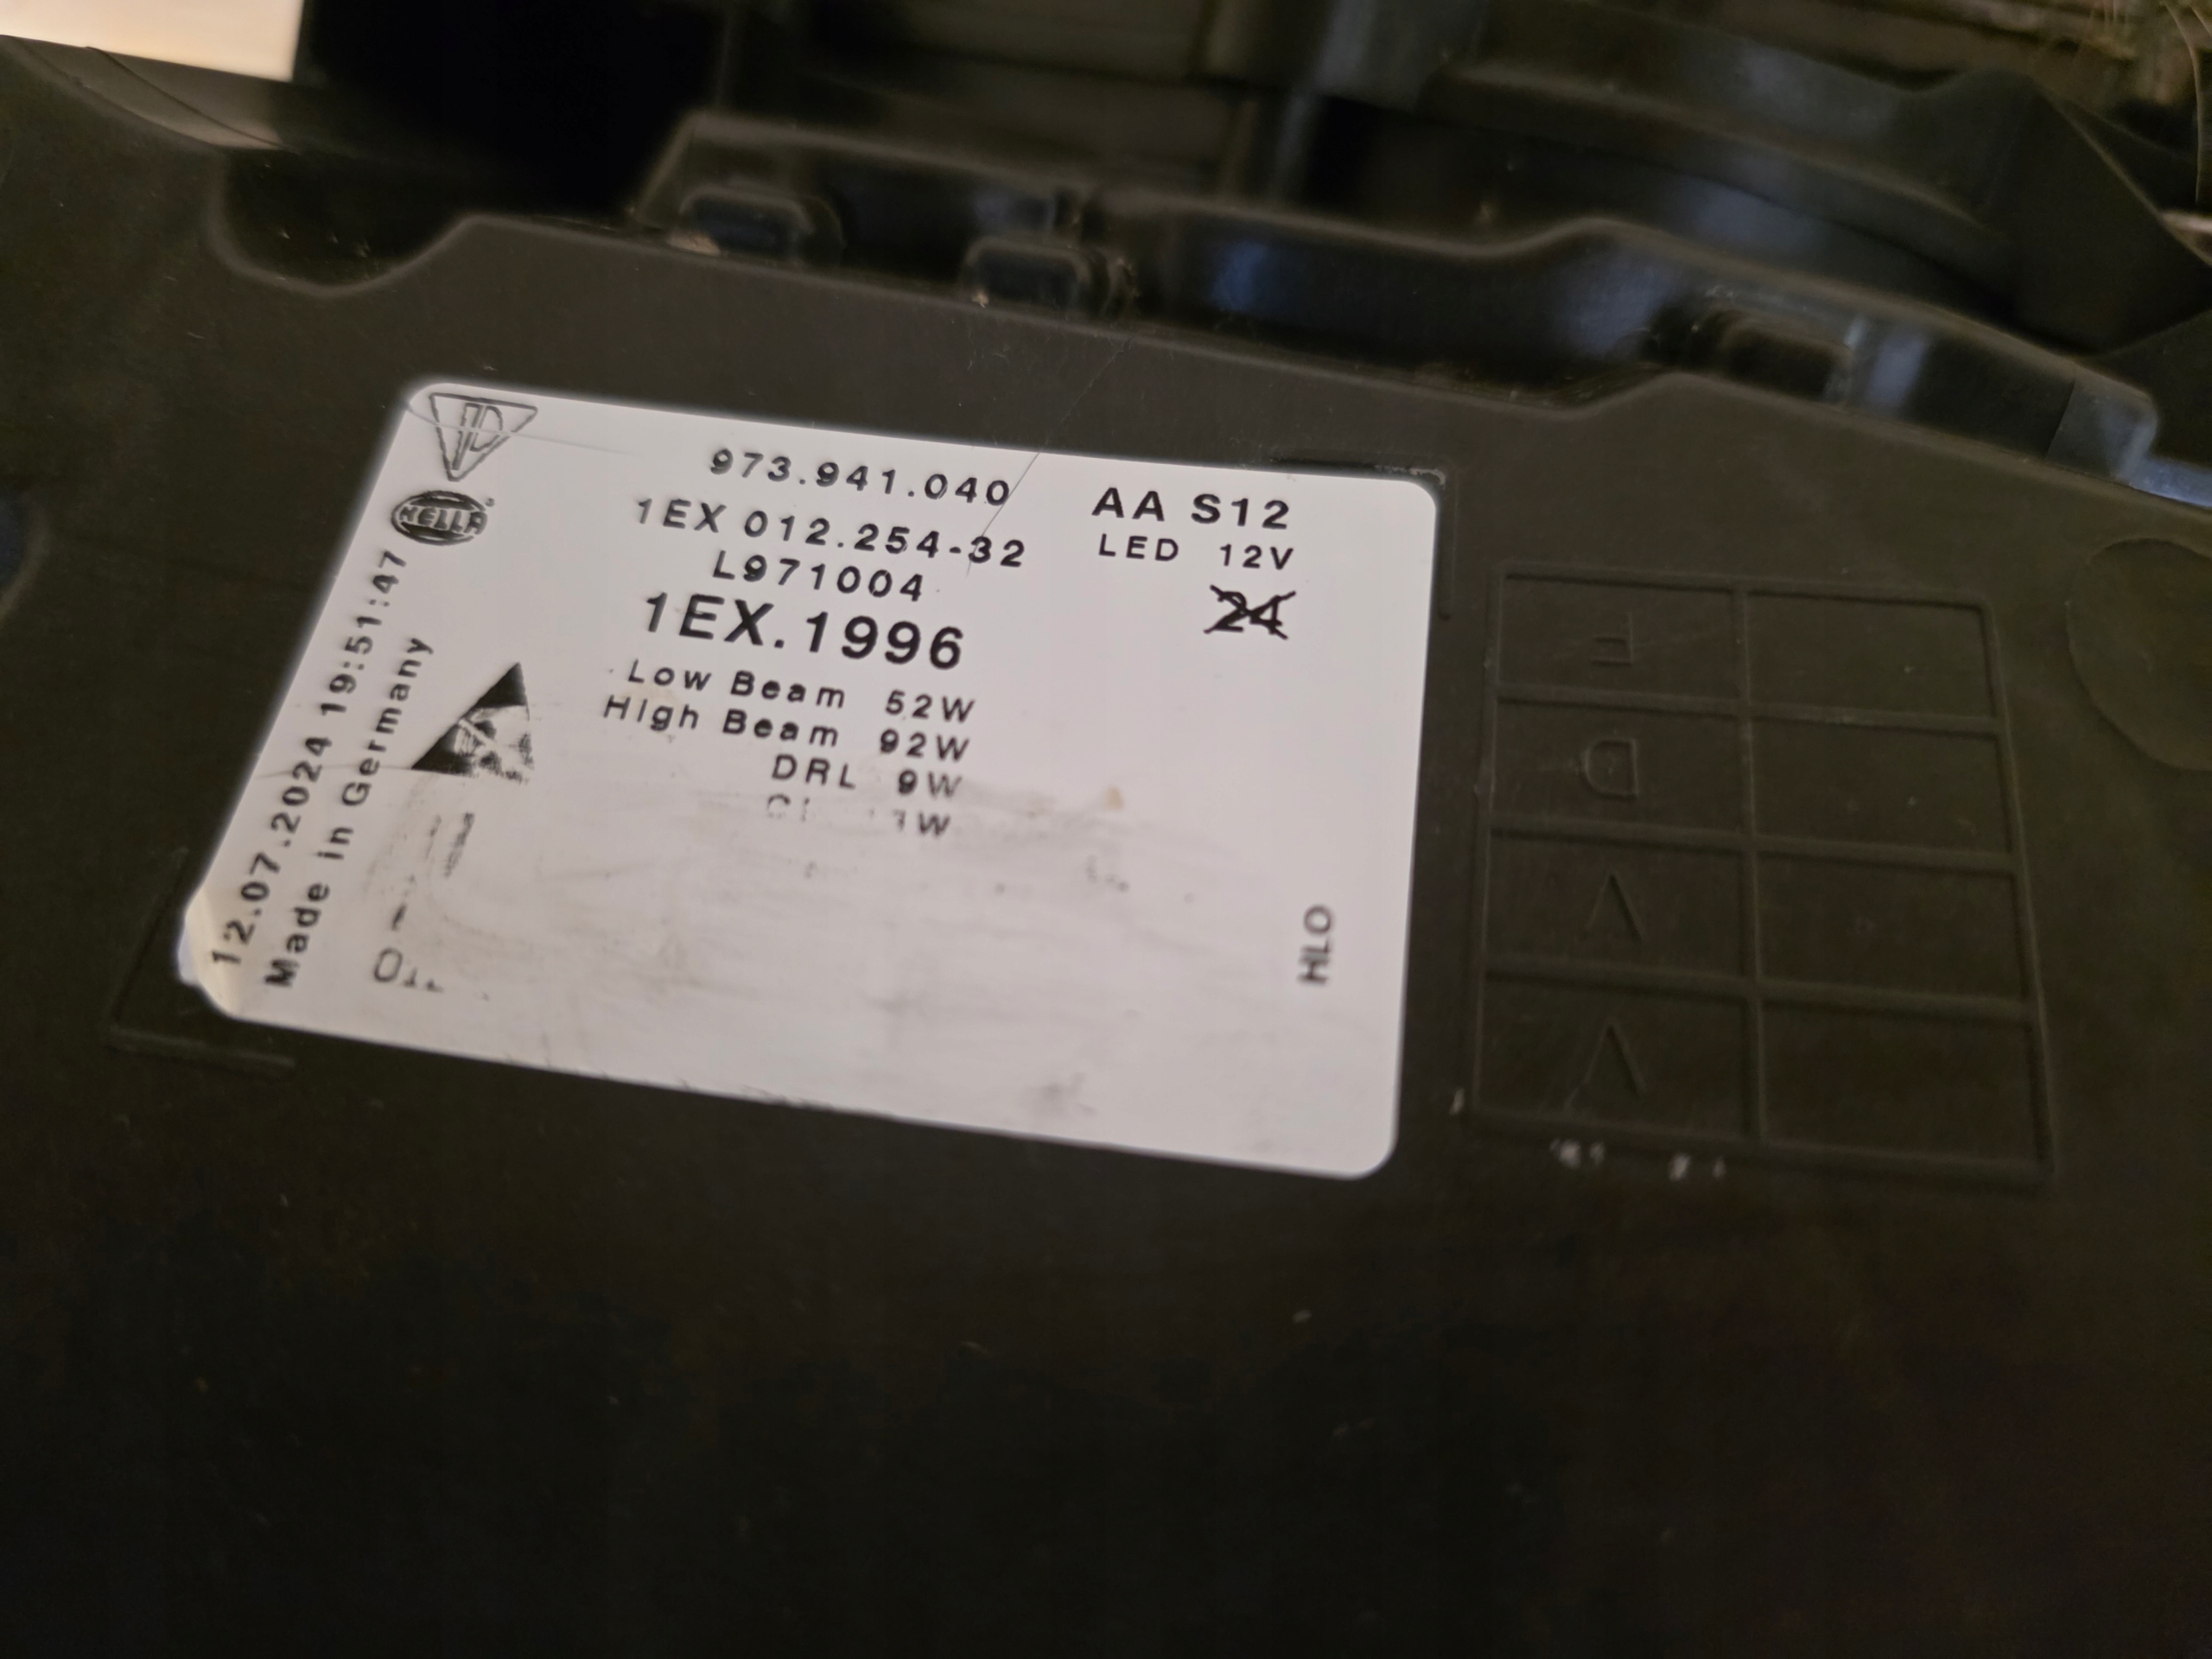 HELLA
973.941.040
AA S12
1EX 012.254-32
LED 12V
L971004
24
1EX.1996
Low Beam 52W
High Beam 92W
DRL 9W
12.07.2024 19:51:47
Made in Germany
HLO